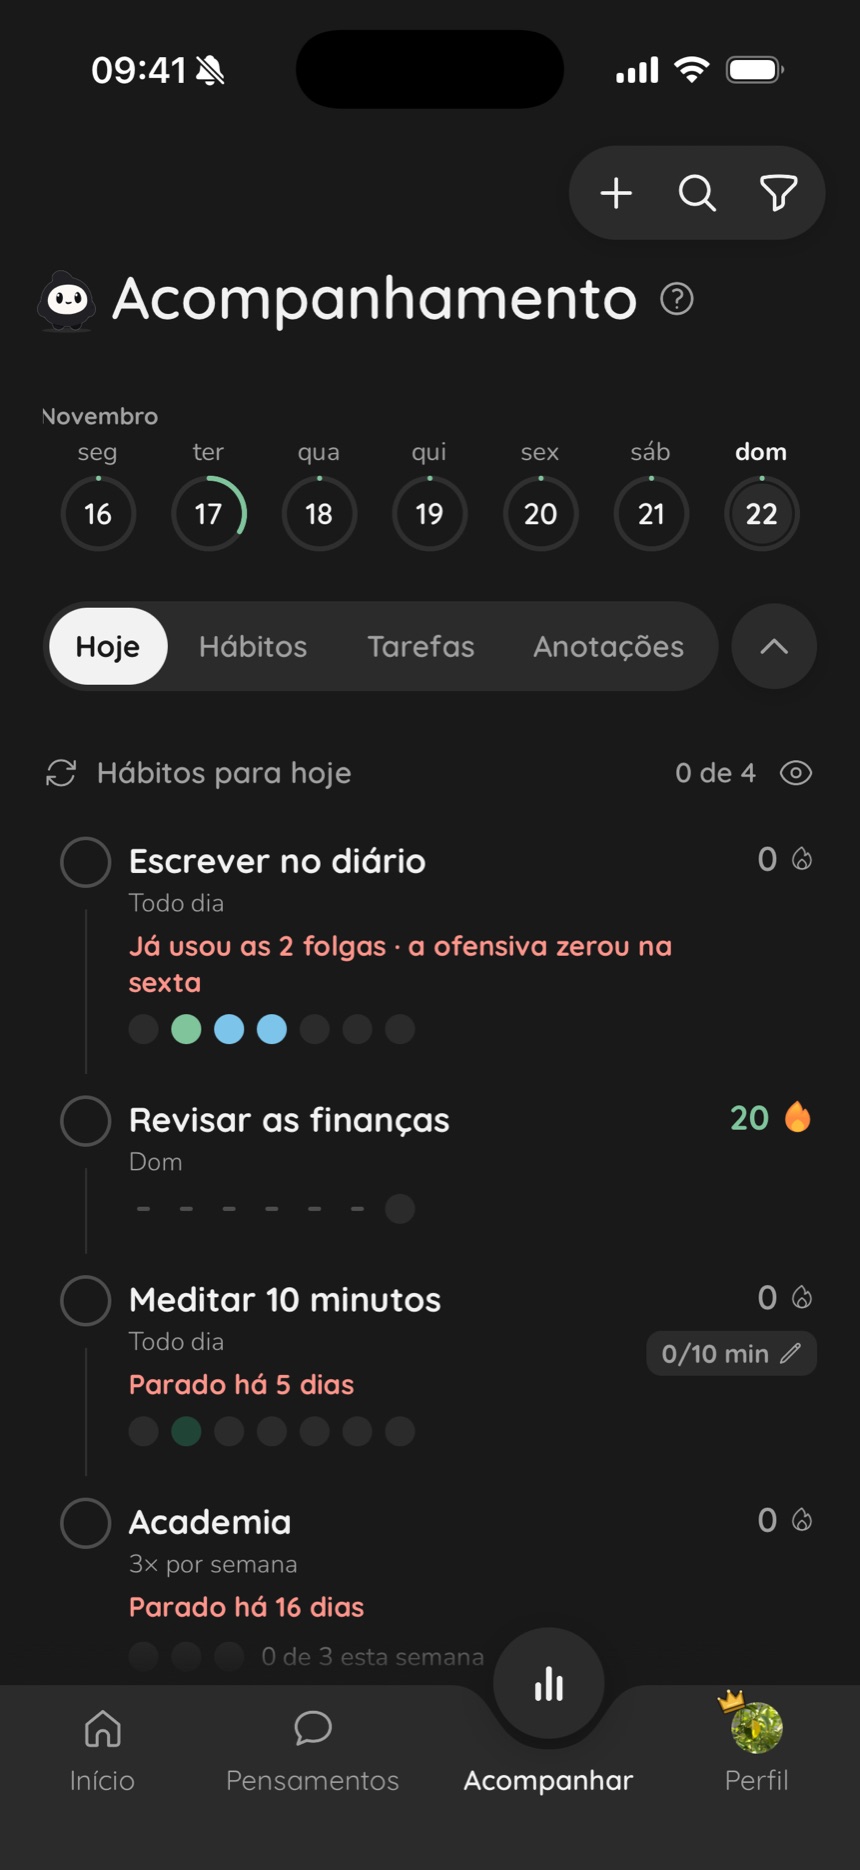 09:41
Acompanhamento
Novembro
seg ter qua qui sex sáb dom
16 17 18 19 20 21 22
Hoje Hábitos Tarefas Anotações
Hábitos para hoje 0 de 4
Escrever no diário 0
Todo dia
Já usou as 2 folgas · a ofensiva zerou na
sexta
Revisar as finanças 20
Dom
Meditar 10 minutos 0
Todo dia 0/10 min
Parado há 5 dias
Academia 0
3× por semana
Parado há 16 dias
0 de 3 esta semana
Início Pensamentos Acompanhar Perfil